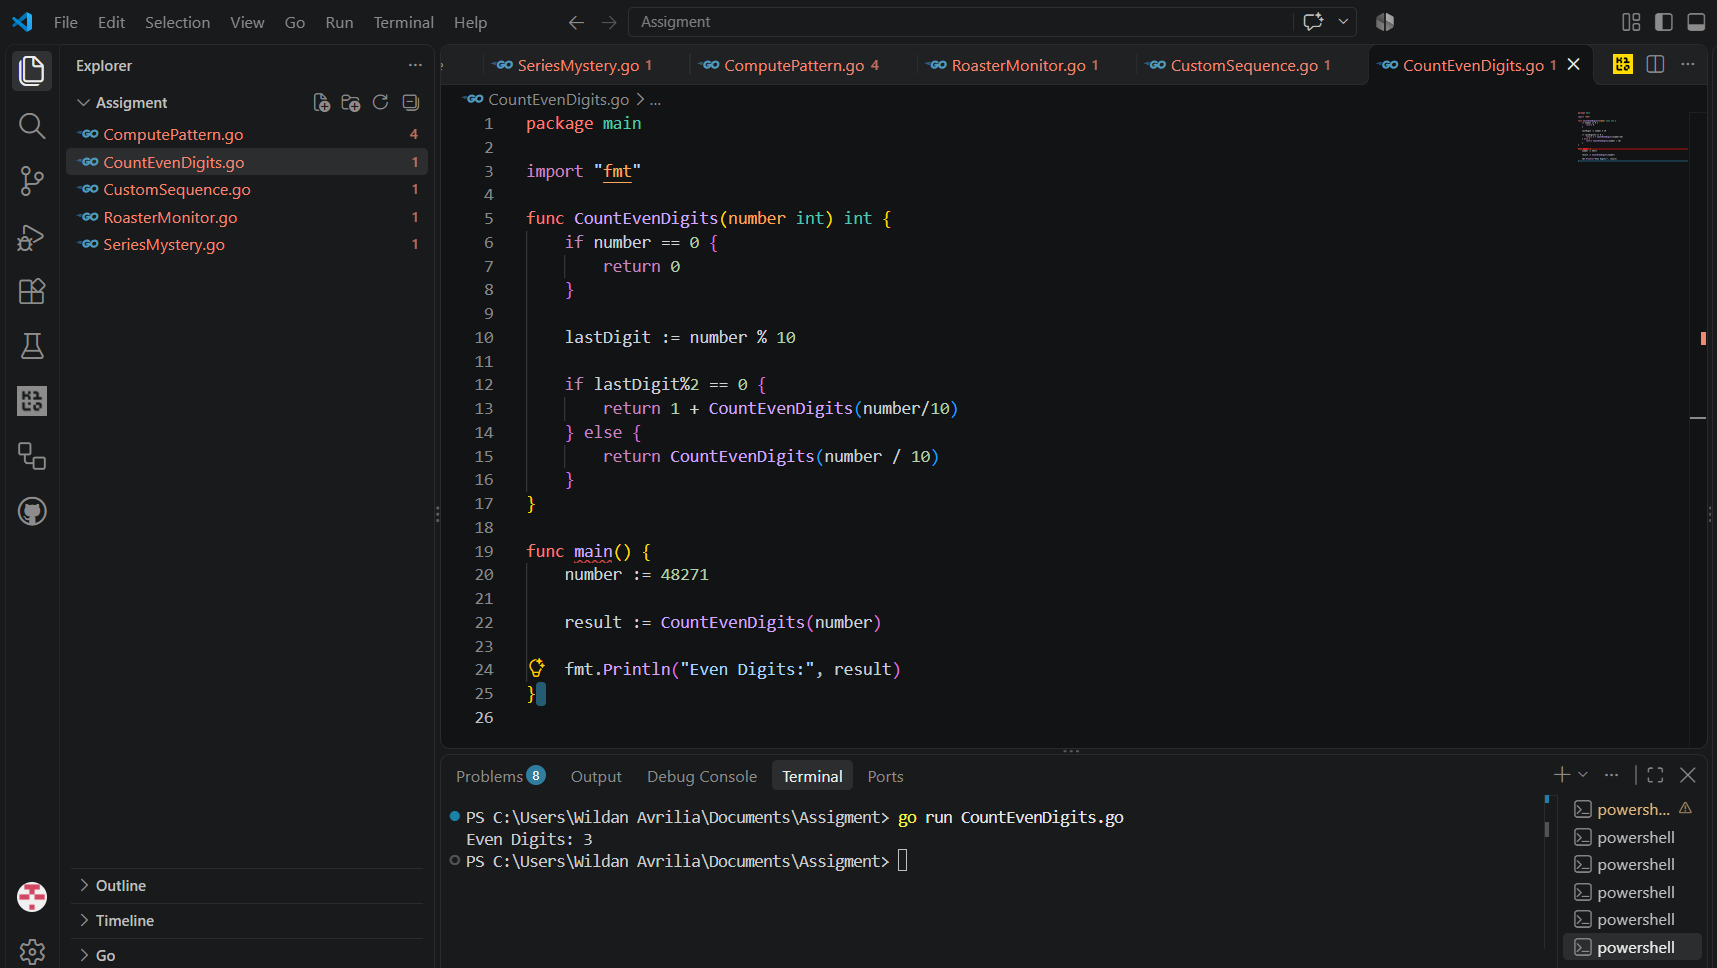 File Edit Selection View Go Run Terminal Help
Assigment
Explorer
Assigment
ComputePattern.go 4
CountEvenDigits.go 1
CustomSequence.go 1
RoasterMonitor.go 1
SeriesMystery.go 1
Outline
Timeline
Go
e GO SeriesMystery.go 1 GO ComputePattern.go 4 GO RoasterMonitor.go 1 GO CustomSequence.go 1 GO CountEvenDigits.go 1
GO CountEvenDigits.go > ...
1 package main
2
3 import "fmt"
4
5 func CountEvenDigits(number int) int {
6 if number == 0 {
7 return 0
8 }
9
10 lastDigit := number % 10
11
12 if lastDigit%2 == 0 {
13 return 1 + CountEvenDigits(number/10)
14 } else {
15 return CountEvenDigits(number / 10)
16 }
17 }
18
19 func main() {
20 number := 48271
21
22 result := CountEvenDigits(number)
23
24 fmt.Println("Even Digits:", result)
25 }
26
Problems 8 Output Debug Console Terminal Ports
PS C:\Users\Wildan Avrilia\Documents\Assigment> go run CountEvenDigits.go
Even Digits: 3
PS C:\Users\Wildan Avrilia\Documents\Assigment>
powersh...
powershell
powershell
powershell
powershell
powershell